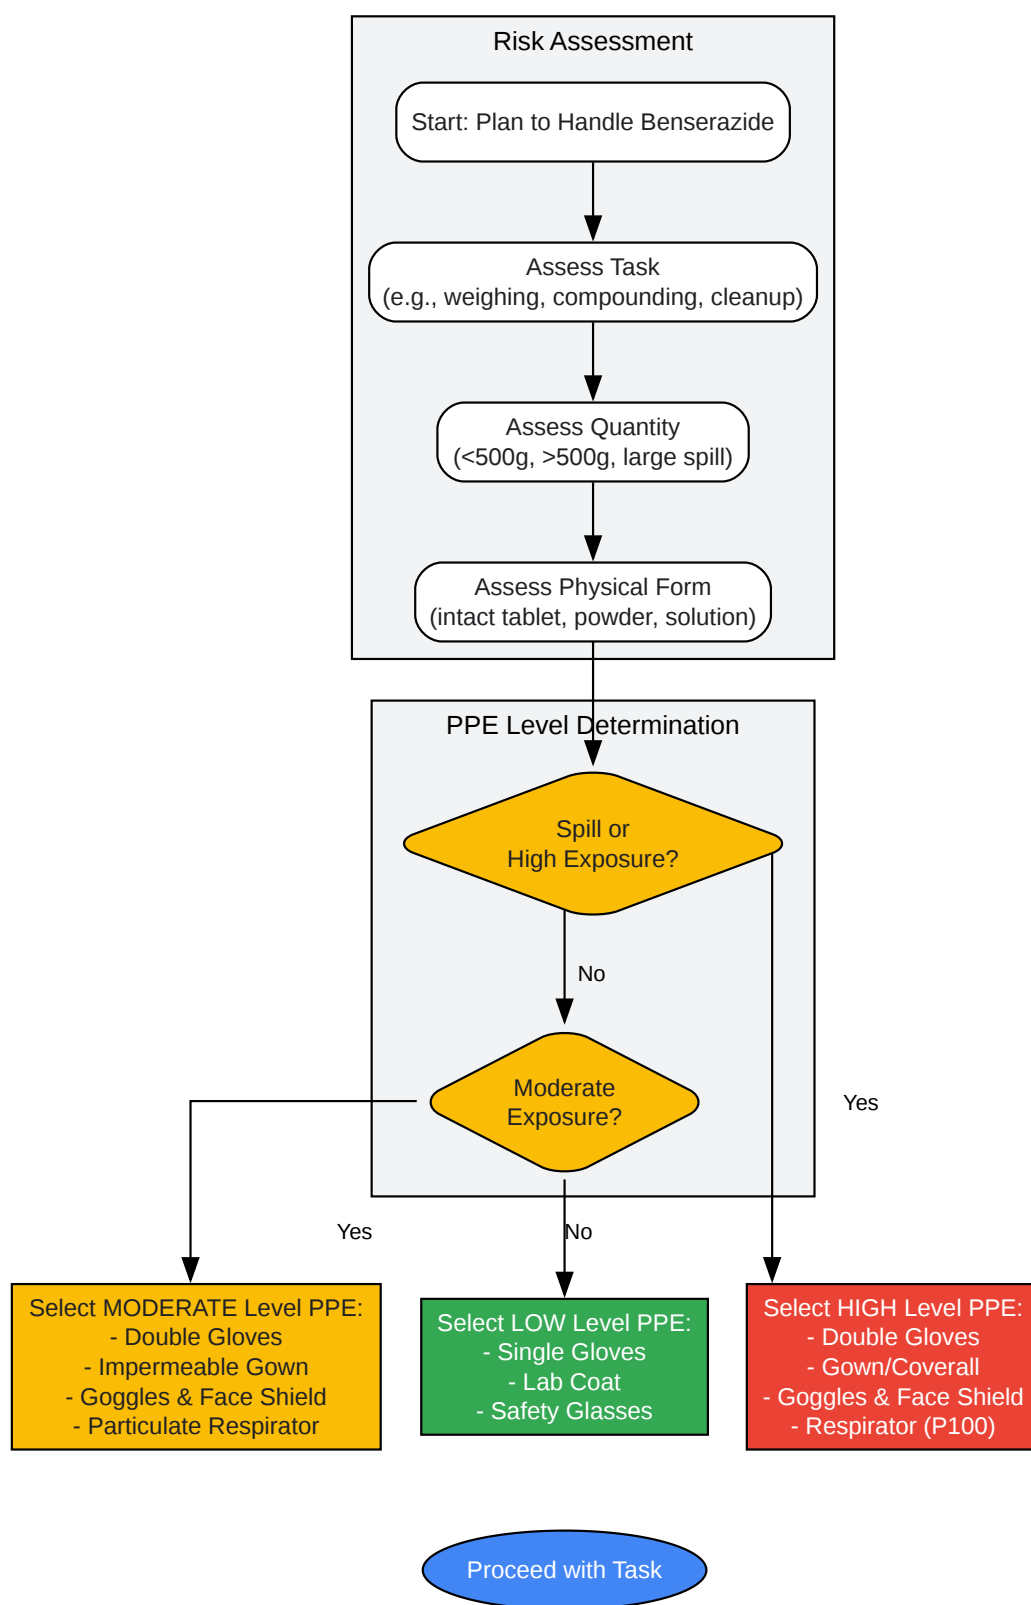 Risk Assessment
Start: Plan to Handle Benserazide
Assess Task
(e.g., weighing, compounding, cleanup)
Assess Quantity
(<500g, >500g, large spill)
Assess Physical Form
(intact tablet, powder, solution)
PPE Level Determination
Spill or
High Exposure?
No
Moderate
Exposure?
Yes
Yes
No
Select MODERATE Level PPE:
- Double Gloves
- Impermeable Gown
- Goggles & Face Shield
- Particulate Respirator
Select LOW Level PPE:
- Single Gloves
- Lab Coat
- Safety Glasses
Select HIGH Level PPE:
- Double Gloves
- Gown/Coverall
- Goggles & Face Shield
- Respirator (P100)
Proceed with Task